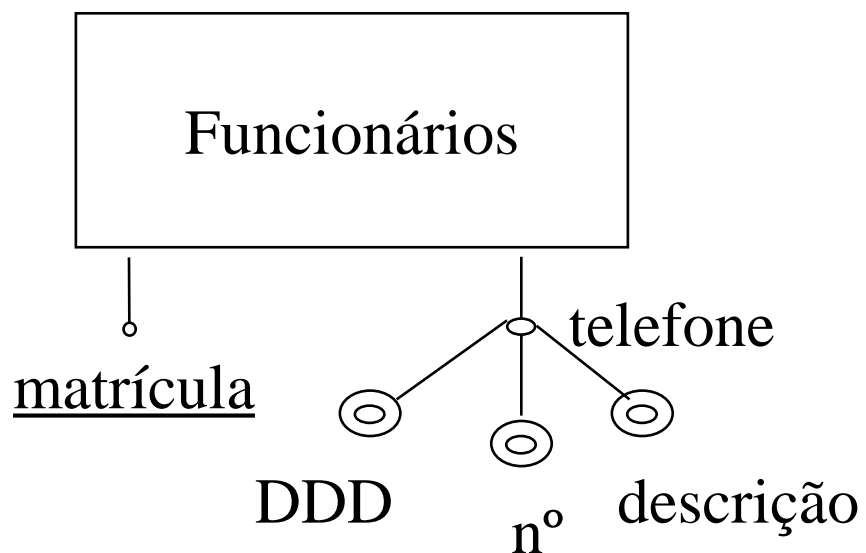 Funcionários
telefone
matrícula
DDD
nº
descrição